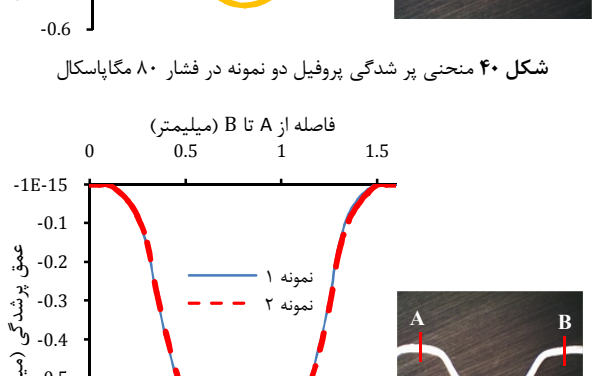 -0.6
شکل ۴۰ منحنی پر شدگی پروفیل دو نمونه در فشار ۸۰ مگاپاسکال
فاصله از A تا B (میلیمتر)
0 0.5 1 1.5
-1E-15
-0.1
-0.2
-0.3
-0.4
عمق پرشدگی
نمونه ۱
نمونه ۲
A B